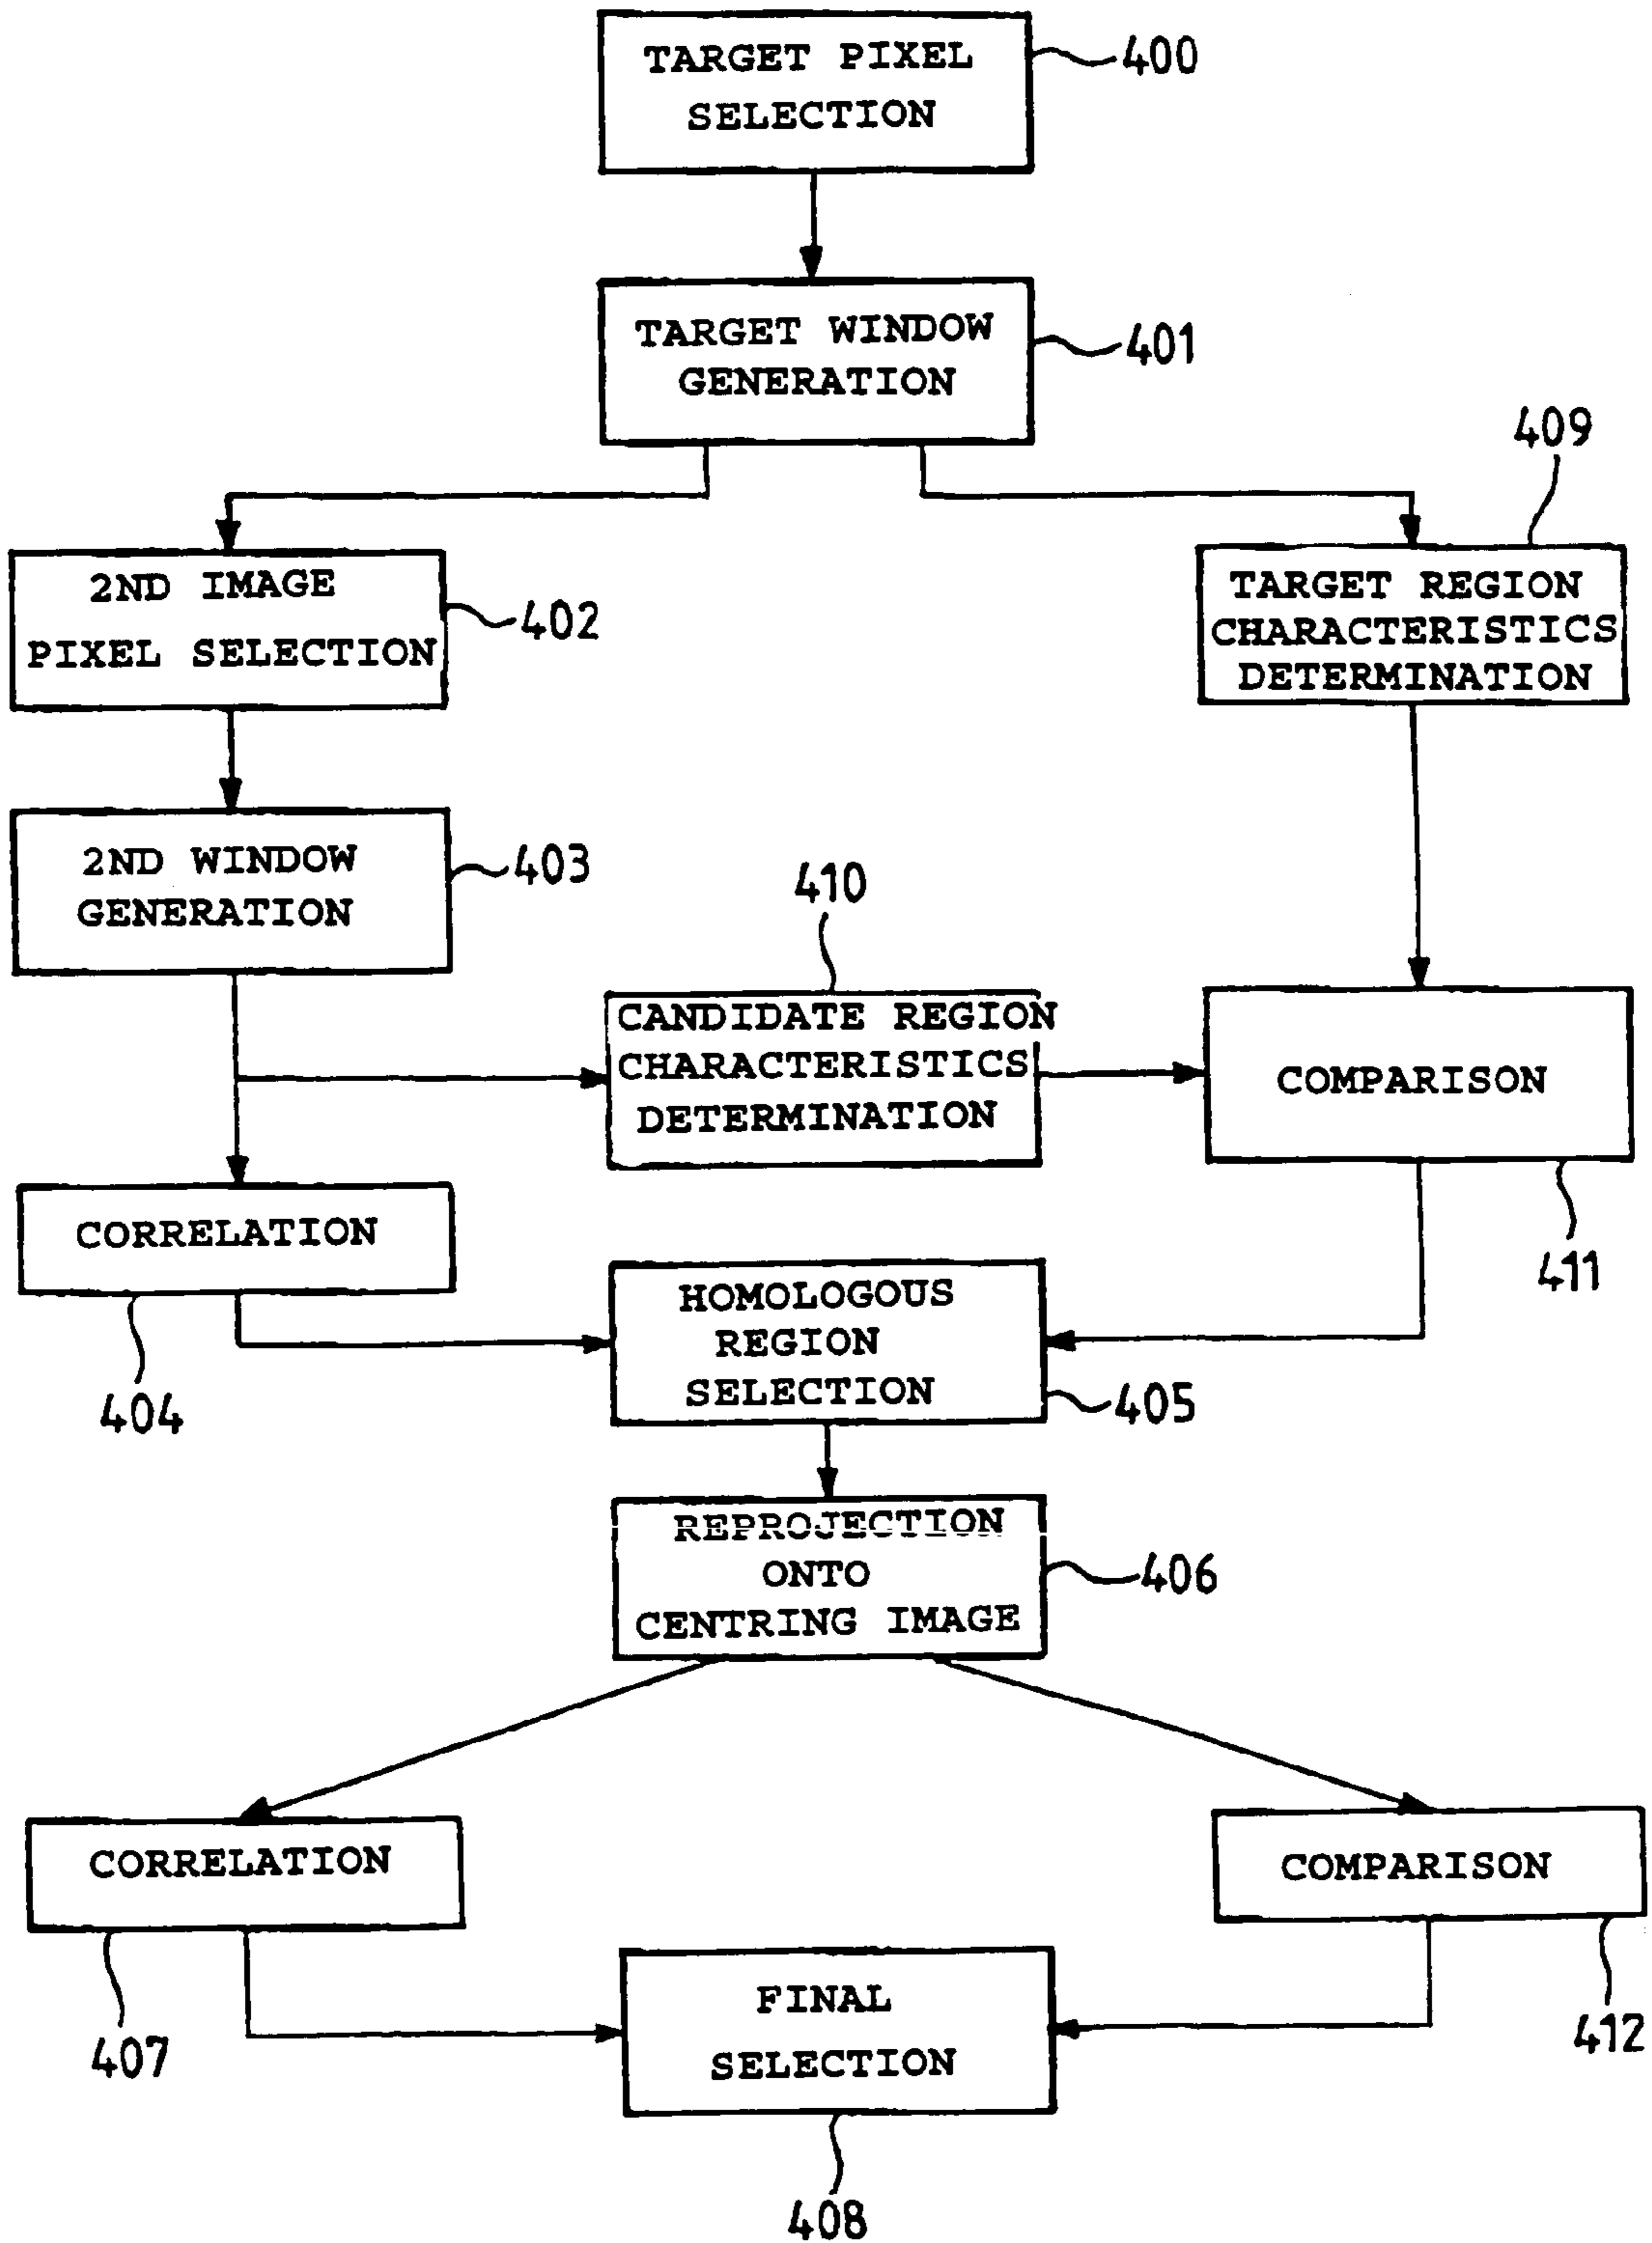 TARGET PIXEL
SELECTION
400
TARGET WINDOW
GENERATION
401
409
2ND IMAGE
PIXEL SELECTION
402
TARGET REGION
CHARACTERISTICS
DETERMINATION
2ND WINDOW
GENERATION
403
410
CANDIDATE REGION
CHARACTERISTICS
DETERMINATION
COMPARISON
411
CORRELATION
404
HOMOLOGOUS
REGION
SELECTION
405
REPROJECTION
ONTO
CENTRING IMAGE
406
CORRELATION
407
COMPARISON
412
FINAL
SELECTION
408